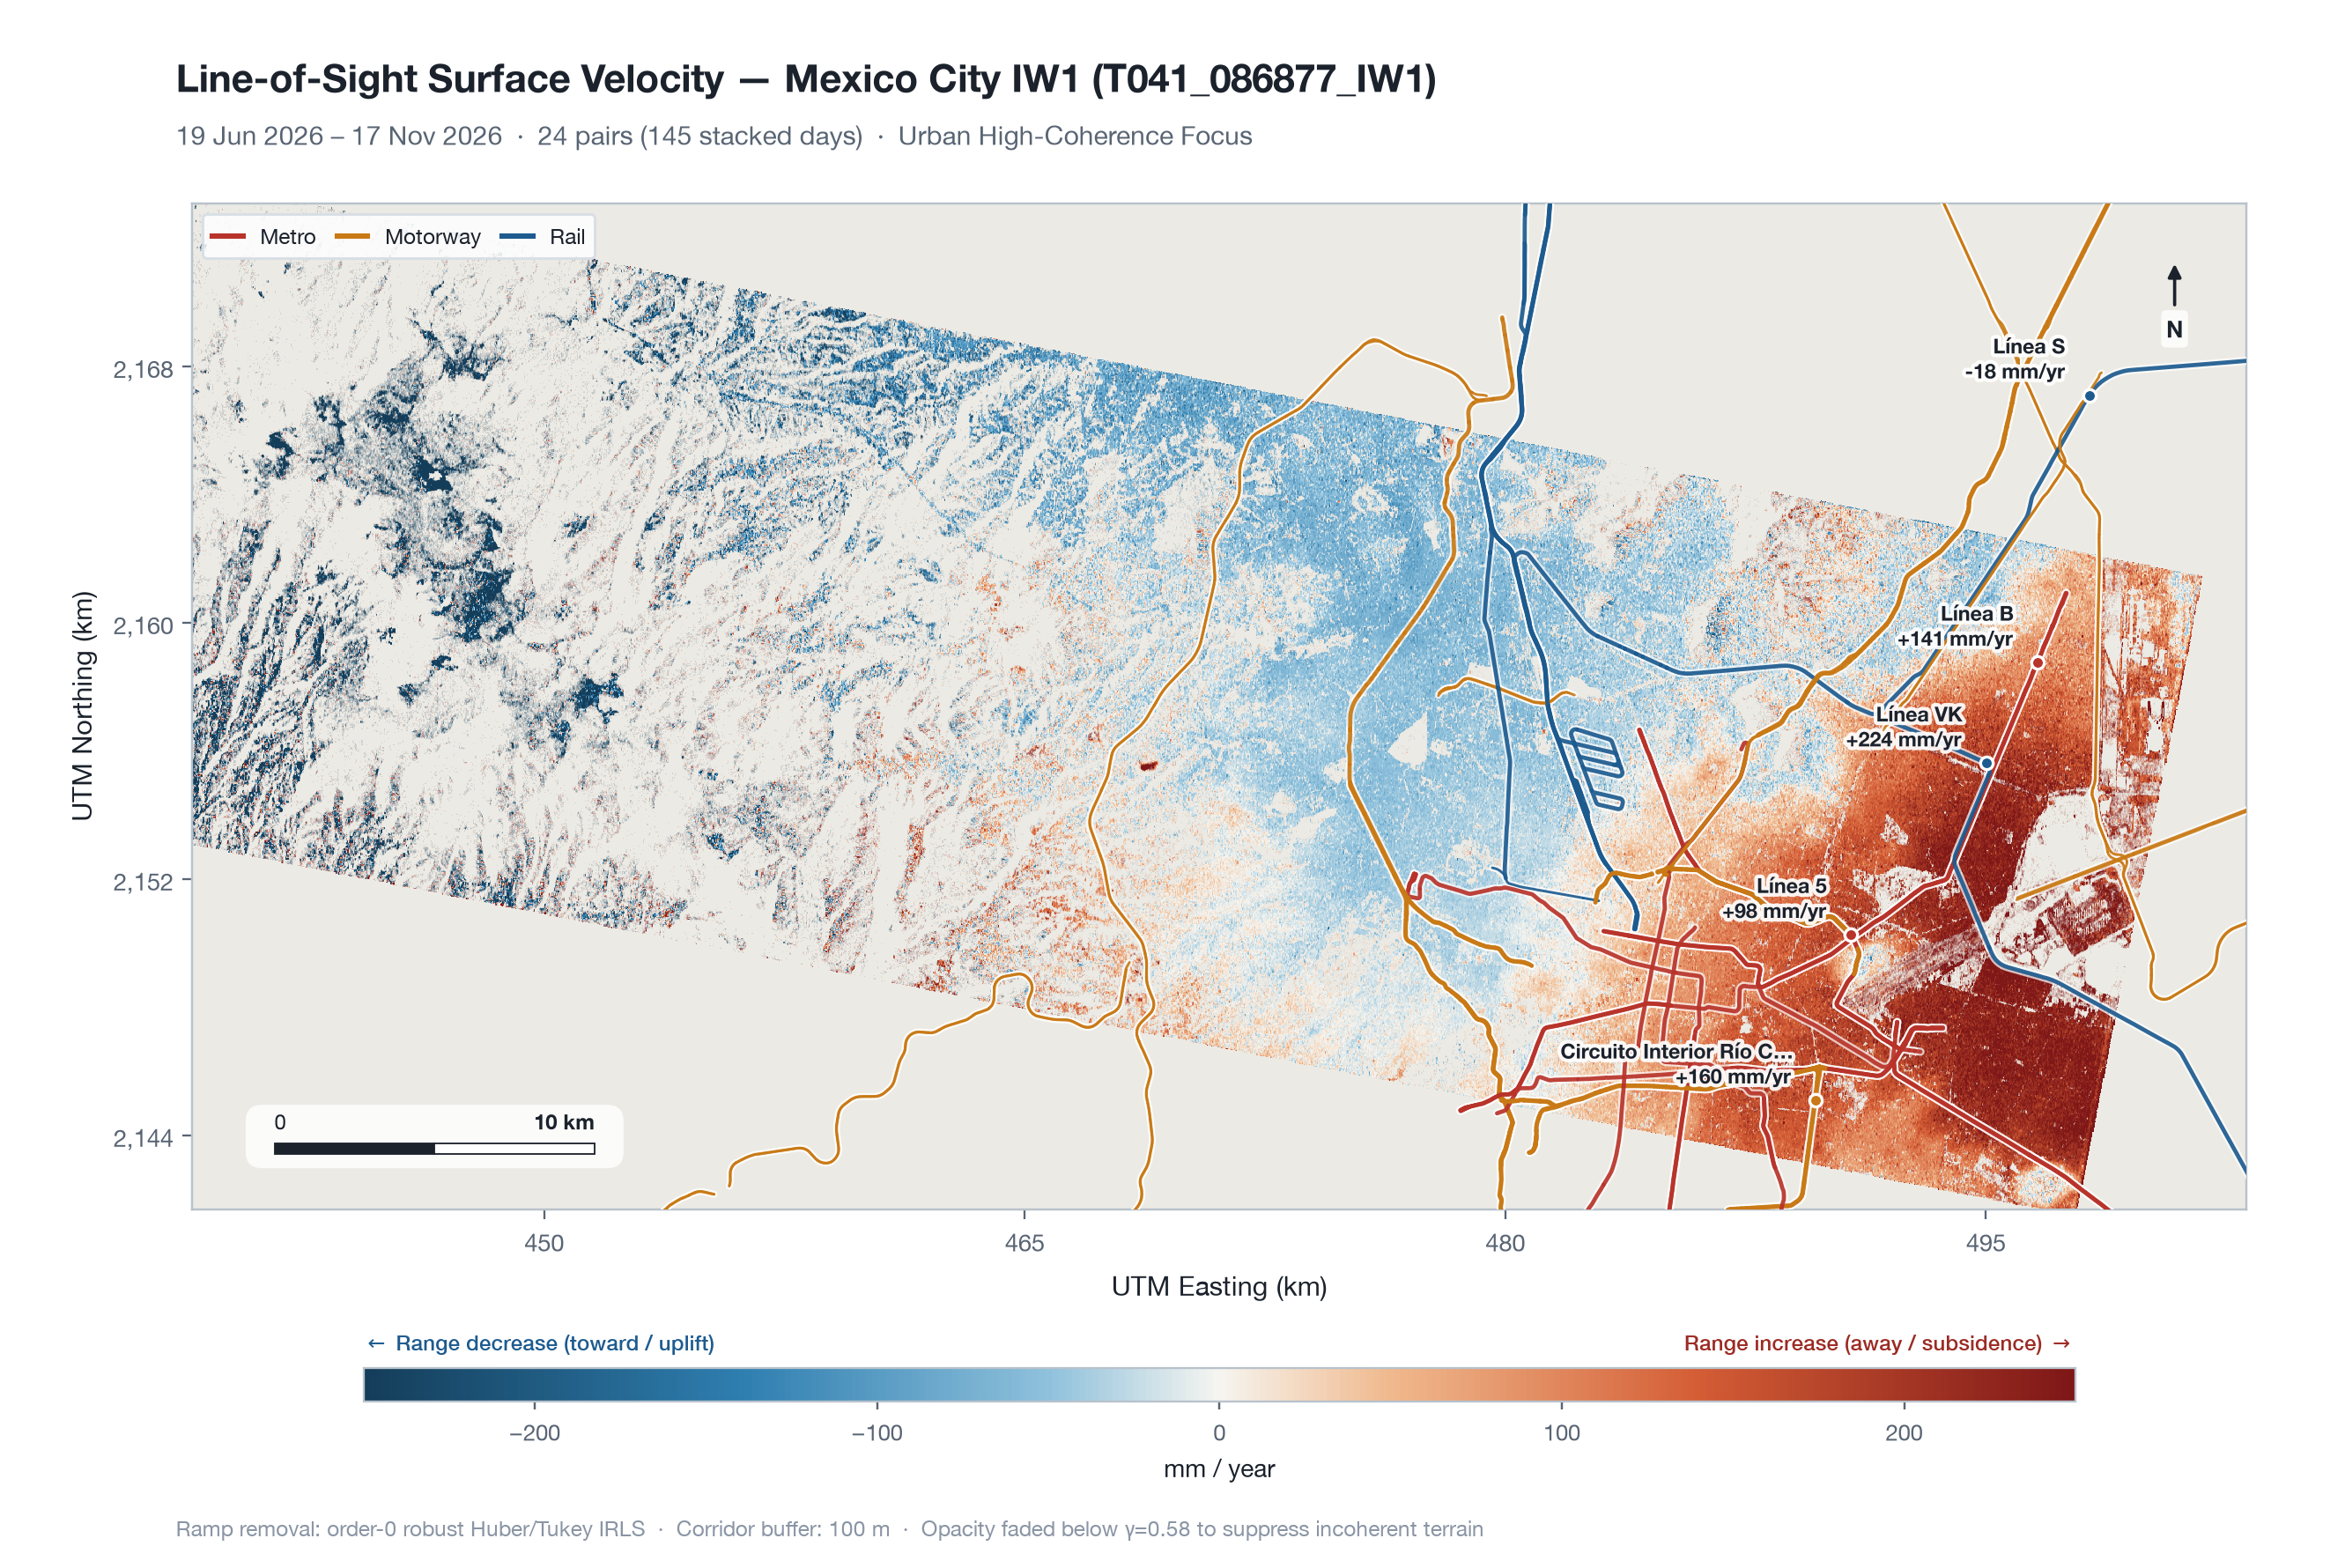 Line-of-Sight Surface Velocity — Mexico City IW1 (T041_086877_IW1)
19 Jun 2026 – 17 Nov 2026 · 24 pairs (145 stacked days) · Urban High-Coherence Focus
Metro Motorway Rail
N
Línea S
-18 mm/yr
Línea B
+141 mm/yr
Línea VK
+224 mm/yr
Línea 5
+98 mm/yr
Circuito Interior Río C...
+160 mm/yr
2,168
2,160
2,152
2,144
UTM Northing (km)
0 10 km
450 465 480 495
UTM Easting (km)
← Range decrease (toward / uplift) Range increase (away / subsidence) →
−200 −100 0 100 200
mm / year
Ramp removal: order-0 robust Huber/Tukey IRLS · Corridor buffer: 100 m · Opacity faded below γ=0.58 to suppress incoherent terrain